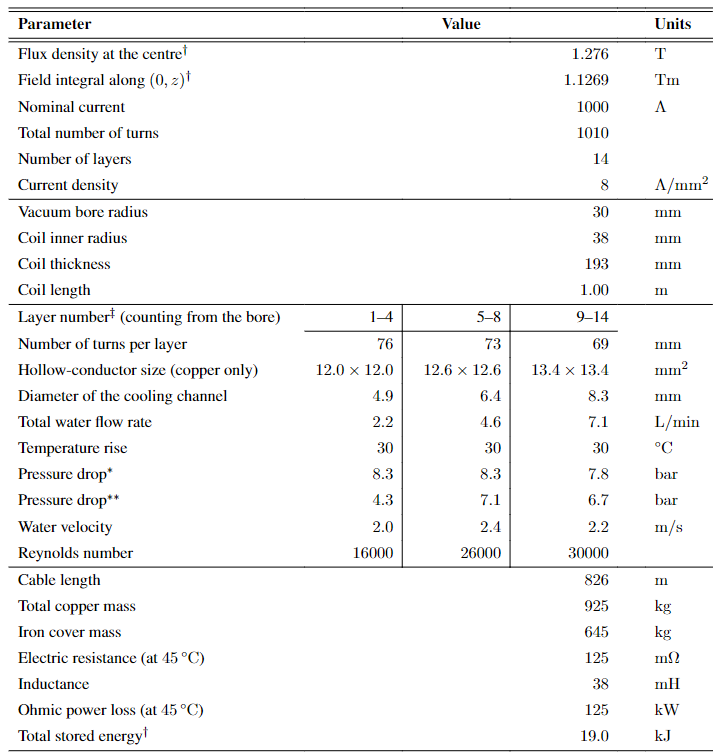 Parameter Value Units
Flux density at the centre† 1.276 T
Field integral along (0, z)† 1.1269 Tm
Nominal current 1000 A
Total number of turns 1010
Number of layers 14
Current density 8 A/mm²
Vacuum bore radius 30 mm
Coil inner radius 38 mm
Coil thickness 193 mm
Coil length 1.00 m
Layer number‡ (counting from the bore) 1–4 5–8 9–14
Number of turns per layer 76 73 69 mm
Hollow-conductor size (copper only) 12.0 × 12.0 12.6 × 12.6 13.4 × 13.4 mm²
Diameter of the cooling channel 4.9 6.4 8.3 mm
Total water flow rate 2.2 4.6 7.1 L/min
Temperature rise 30 30 30 °C
Pressure drop* 8.3 8.3 7.8 bar
Pressure drop** 4.3 7.1 6.7 bar
Water velocity 2.0 2.4 2.2 m/s
Reynolds number 16000 26000 30000
Cable length 826 m
Total copper mass 925 kg
Iron cover mass 645 kg
Electric resistance (at 45 °C) 125 mΩ
Inductance 38 mH
Ohmic power loss (at 45 °C) 125 kW
Total stored energy† 19.0 kJ